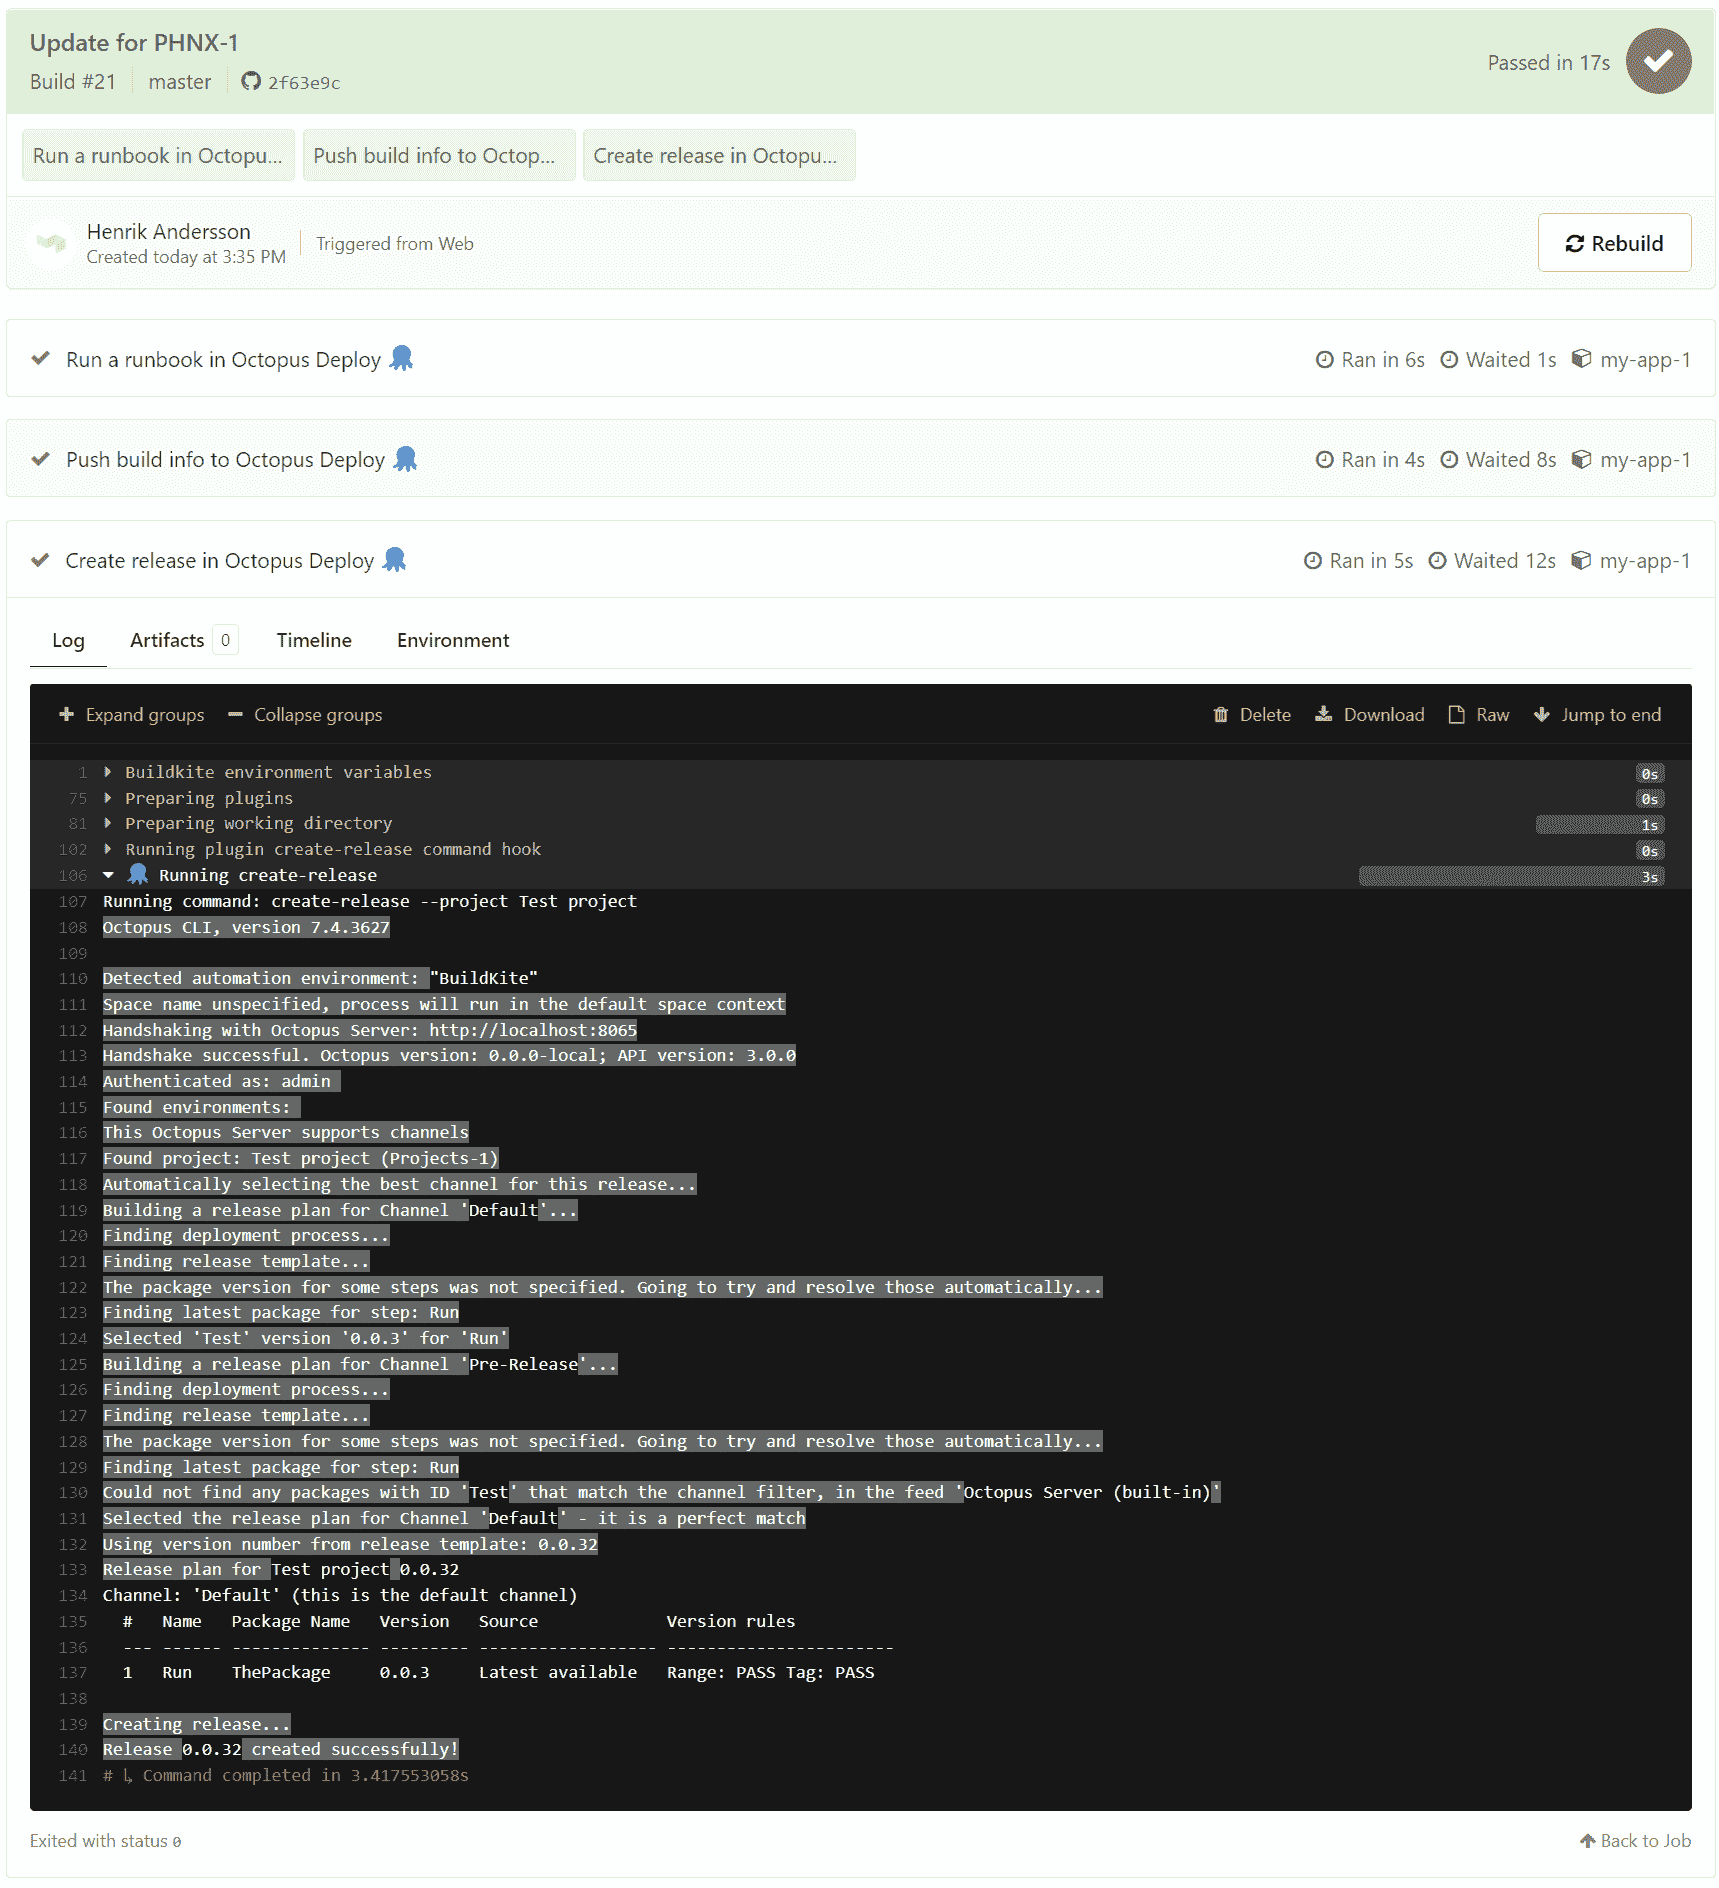 Update for PHNX-1
Build #21 master 2f63e9c
Passed in 17s
Run a runbook in Octopu... Push build info to Octop... Create release in Octopu...
Henrik Andersson
Created today at 3:35 PM
Triggered from Web
Rebuild
Run a runbook in Octopus Deploy Ran in 6s Waited 1s my-app-1
Push build info to Octopus Deploy Ran in 4s Waited 8s my-app-1
Create release in Octopus Deploy Ran in 5s Waited 12s my-app-1
Log Artifacts 0 Timeline Environment
Expand groups Collapse groups Delete Download Raw Jump to end
1 Buildkite environment variables 0s
75 Preparing plugins 0s
81 Preparing working directory 1s
102 Running plugin create-release command hook 0s
106 Running create-release 3s
107 Running command: create-release --project Test project
108 Octopus CLI, version 7.4.3627
109
110 Detected automation environment: "BuildKite"
111 Space name unspecified, process will run in the default space context
112 Handshaking with Octopus Server: http://localhost:8065
113 Handshake successful. Octopus version: 0.0.0-local; API version: 3.0.0
114 Authenticated as: admin
115 Found environments:
116 This Octopus Server supports channels
117 Found project: Test project (Projects-1)
118 Automatically selecting the best channel for this release...
119 Building a release plan for Channel 'Default'...
120 Finding deployment process...
121 Finding release template...
122 The package version for some steps was not specified. Going to try and resolve those automatically...
123 Finding latest package for step: Run
124 Selected 'Test' version '0.0.3' for 'Run'
125 Building a release plan for Channel 'Pre-Release'...
126 Finding deployment process...
127 Finding release template...
128 The package version for some steps was not specified. Going to try and resolve those automatically...
129 Finding latest package for step: Run
130 Could not find any packages with ID 'Test' that match the channel filter, in the feed 'Octopus Server (built-in)'
131 Selected the release plan for Channel 'Default' - it is a perfect match
132 Using version number from release template: 0.0.32
133 Release plan for Test project 0.0.32
134 Channel: 'Default' (this is the default channel)
135 # Name Package Name Version Source Version rules
136 --- ------ -------------- --------- ------------------ -----------------------
137 1 Run ThePackage 0.0.3 Latest available Range: PASS Tag: PASS
138
139 Creating release...
140 Release 0.0.32 created successfully!
141 # ↳ Command completed in 3.417553058s
Exited with status 0
Back to Job